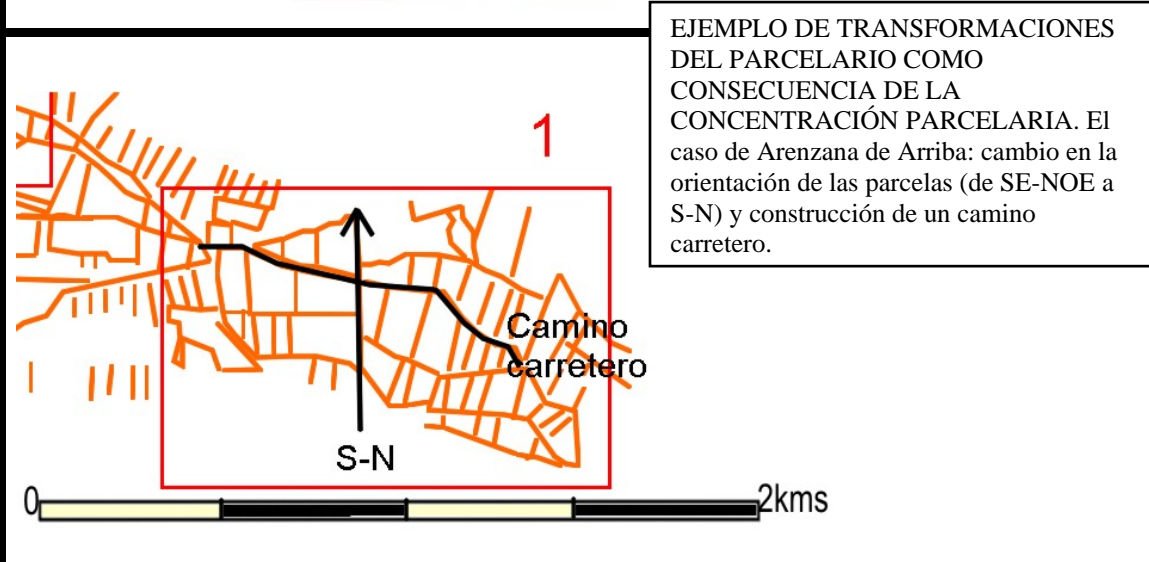 EJEMPLO DE TRANSFORMACIONES
DEL PARCELARIO COMO
CONSECUENCIA DE LA
CONCENTRACIÓN PARCELARIA. El
caso de Arenzana de Arriba: cambio en la
orientación de las parcelas (de SE-NOE a
S-N) y construcción de un camino
carretero.
1
Camino
carretero
S-N
0
2kms